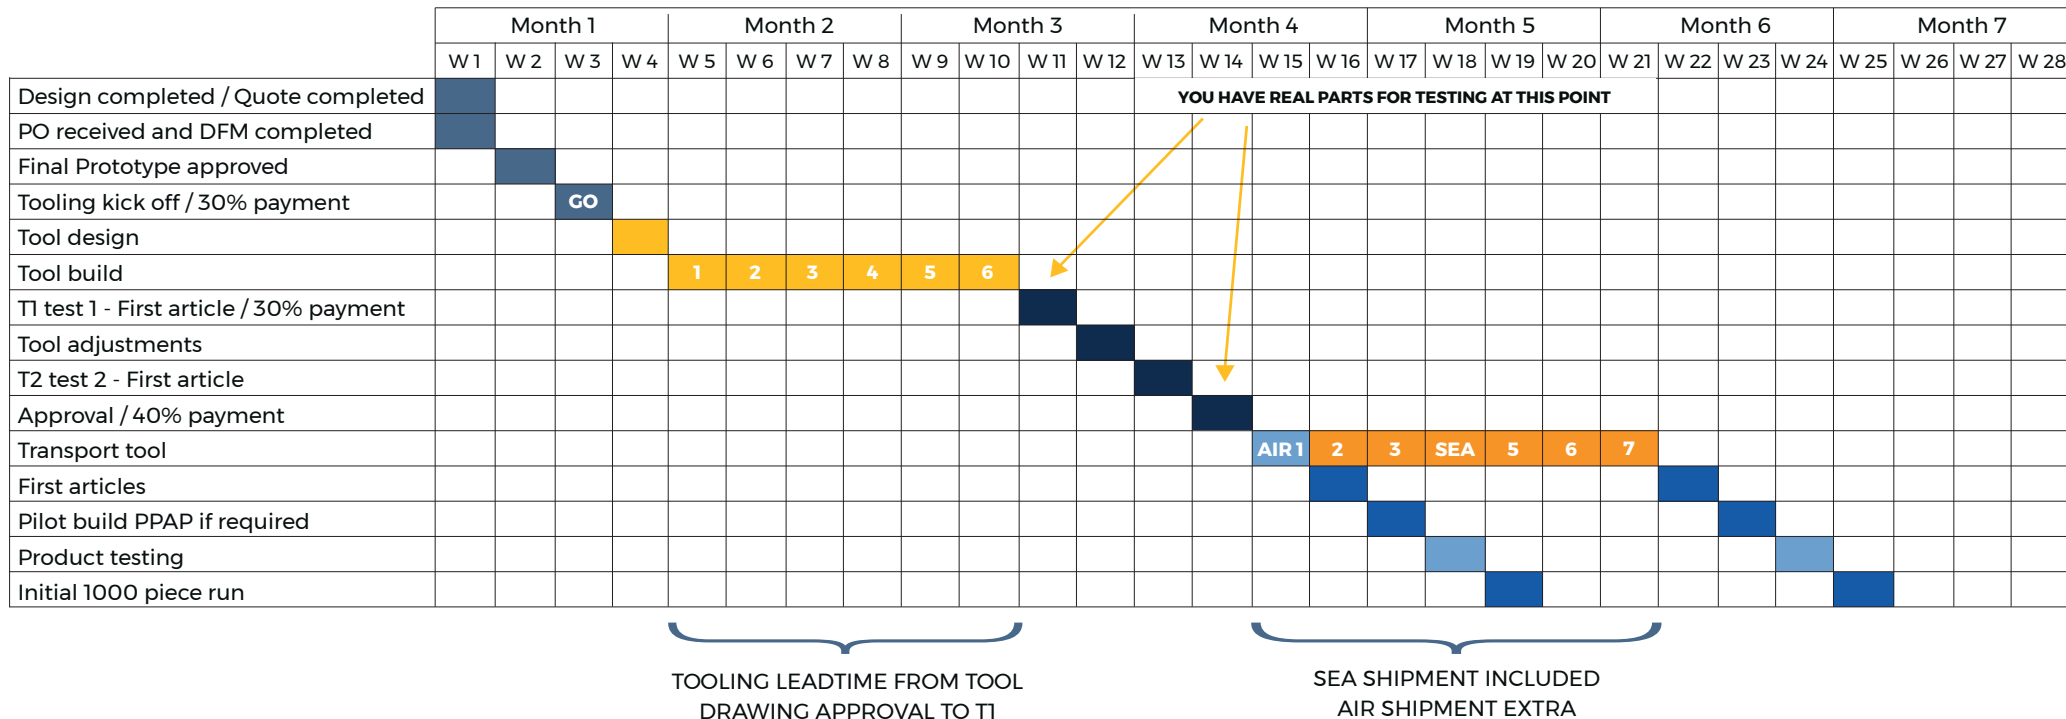 Month 1 Month 2 Month 3 Month 4 Month 5 Month 6 Month 7
W 1 W 2 W 3 W 4 W 5 W 6 W 7 W 8 W 9 W 10 W 11 W 12 W 13 W 14 W 15 W 16 W 17 W 18 W 19 W 20 W 21 W 22 W 23 W 24 W 25 W 26 W 27 W 28
Design completed / Quote completed YOU HAVE REAL PARTS FOR TESTING AT THIS POINT
PO received and DFM completed
Final Prototype approved
Tooling kick off / 30% payment GO
Tool design
Tool build 1 2 3 4 5 6
T1 test 1 - First article / 30% payment
Tool adjustments
T2 test 2 - First article
Approval / 40% payment
Transport tool AIR 1 2 3 SEA 5 6 7
First articles
Pilot build PPAP if required
Product testing
Initial 1000 piece run
TOOLING LEADTIME FROM TOOL
DRAWING APPROVAL TO T1
SEA SHIPMENT INCLUDED
AIR SHIPMENT EXTRA